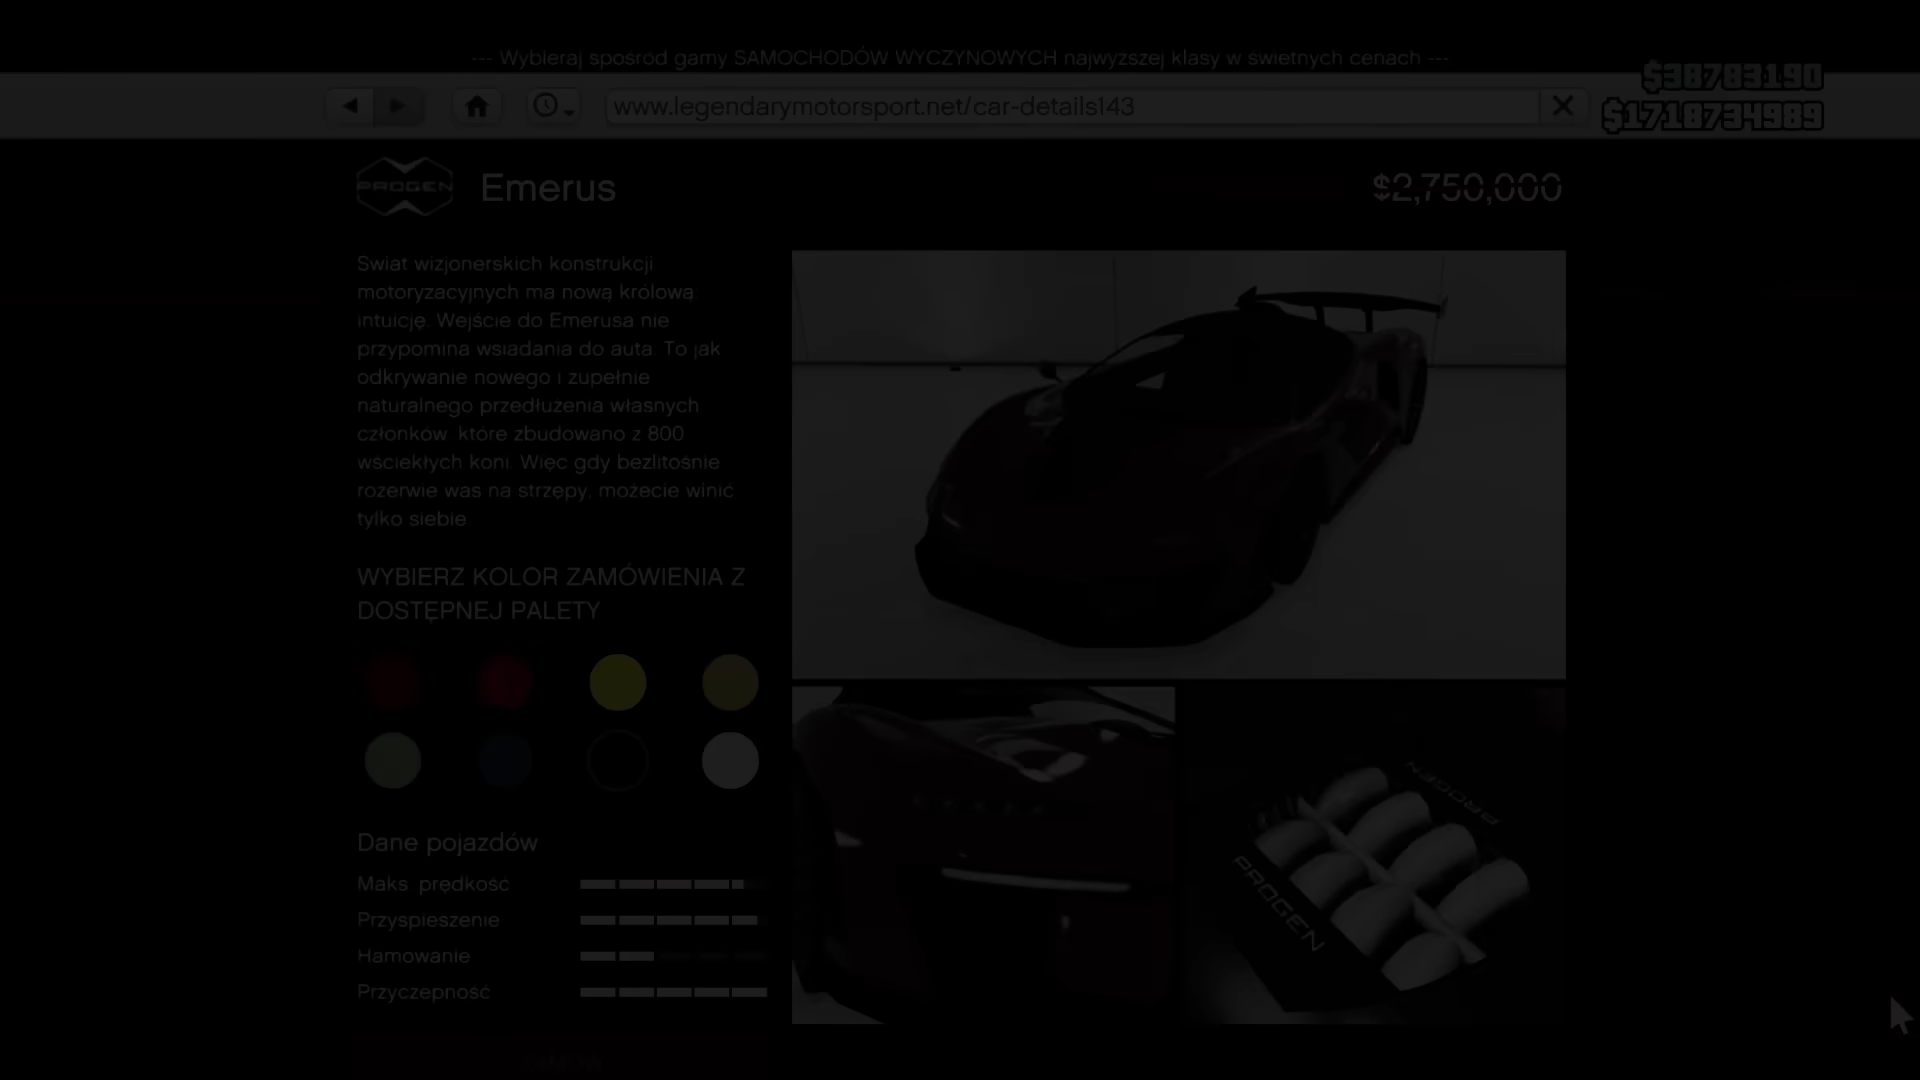 --- Wybieraj spośród gamy SAMOCHODÓW WYCZYNOWYCH najwyższej klasy w świetnych cenach ---
$38783190
www.legendarymotorsport.net/car-details143
$1718734989
PROGEN
Emerus
$2,750,000
Świat wizjonerskich konstrukcji
motoryzacyjnych ma nową królową:
intuicję. Wejście do Emerusa nie
przypomina wsiadania do auta. To jak
odkrywanie nowego i zupełnie
naturalnego przedłużenia własnych
członków, które zbudowano z 800
wściekłych koni. Więc gdy bezlitośnie
rozerwie was na strzępy, możecie winić
tylko siebie.
WYBIERZ KOLOR ZAMÓWIENIA Z
DOSTĘPNEJ PALETY
PROGEN
PROGEN
Dane pojazdów
Maks. prędkość
Przyspieszenie
Hamowanie
Przyczepność